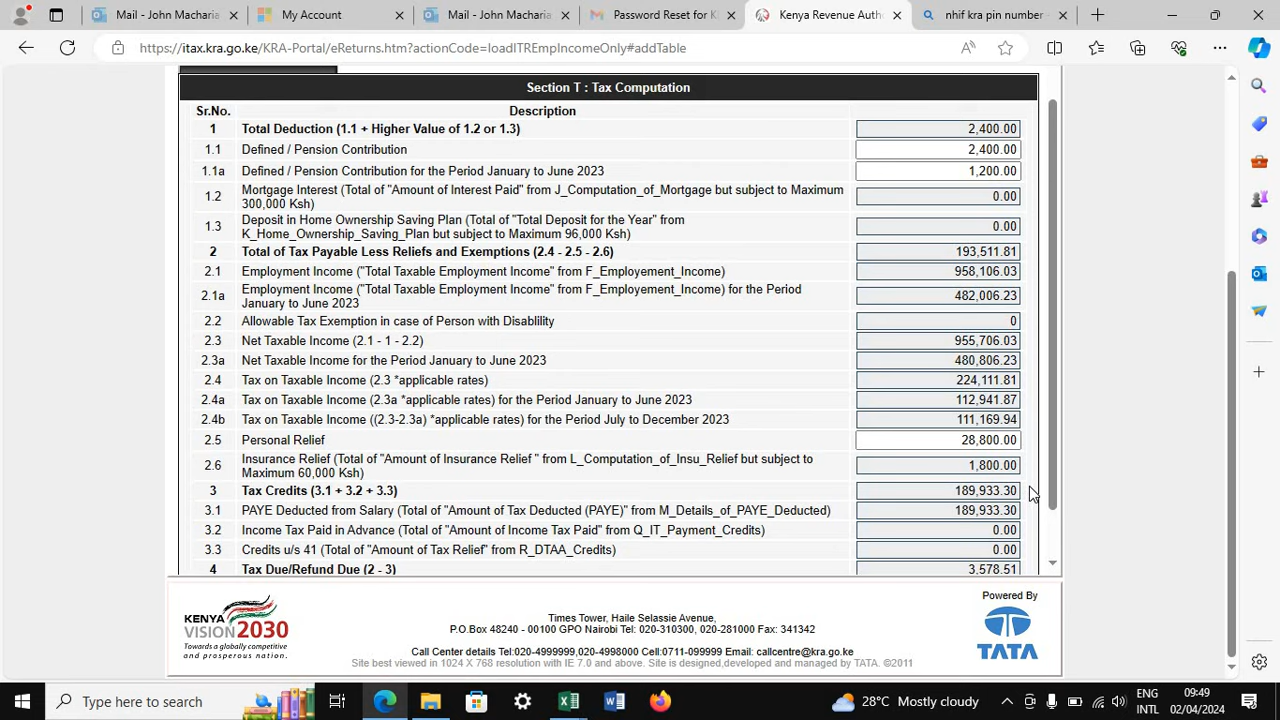 Mail - John Macharia
My Account
Mail - John Macharia
Password Reset for K
Kenya Revenue Auth
nhif kra pin number -
https://itax.kra.go.ke/KRA-Portal/eReturns.htm?actionCode=loadITREmpIncomeOnly#addTable
Section T : Tax Computation
Sr.No. Description
1 Total Deduction (1.1 + Higher Value of 1.2 or 1.3) 2,400.00
1.1 Defined / Pension Contribution 2,400.00
1.1a Defined / Pension Contribution for the Period January to June 2023 1,200.00
1.2 Mortgage Interest (Total of "Amount of Interest Paid" from J_Computation_of_Mortgage but subject to Maximum
300,000 Ksh) 0.00
1.3 Deposit in Home Ownership Saving Plan (Total of "Total Deposit for the Year" from
K_Home_Ownership_Saving_Plan but subject to Maximum 96,000 Ksh) 0.00
2 Total of Tax Payable Less Reliefs and Exemptions (2.4 - 2.5 - 2.6) 193,511.81
2.1 Employment Income ("Total Taxable Employment Income" from F_Employement_Income) 958,106.03
2.1a Employment Income ("Total Taxable Employment Income" from F_Employement_Income) for the Period
January to June 2023 482,006.23
2.2 Allowable Tax Exemption in case of Person with Disablility 0
2.3 Net Taxable Income (2.1 - 1 - 2.2) 955,706.03
2.3a Net Taxable Income for the Period January to June 2023 480,806.23
2.4 Tax on Taxable Income (2.3 *applicable rates) 224,111.81
2.4a Tax on Taxable Income (2.3a *applicable rates) for the Period January to June 2023 112,941.87
2.4b Tax on Taxable Income ((2.3-2.3a) *applicable rates) for the Period July to December 2023 111,169.94
2.5 Personal Relief 28,800.00
2.6 Insurance Relief (Total of "Amount of Insurance Relief " from L_Computation_of_Insu_Relief but subject to
Maximum 60,000 Ksh) 1,800.00
3 Tax Credits (3.1 + 3.2 + 3.3) 189,933.30
3.1 PAYE Deducted from Salary (Total of "Amount of Tax Deducted (PAYE)" from M_Details_of_PAYE_Deducted) 189,933.30
3.2 Income Tax Paid in Advance (Total of "Amount of Income Tax Paid" from Q_IT_Payment_Credits) 0.00
3.3 Credits u/s 41 (Total of "Amount of Tax Relief" from R_DTAA_Credits) 0.00
4 Tax Due/Refund Due (2 - 3) 3,578.51
KENYA
VISION 2030
Towards a globally competitive
and prosperous nation.
Times Tower, Haile Selassie Avenue,
P.O.Box 48240 - 00100 GPO Nairobi Tel: 020-310300, 020-281000 Fax: 341342
Call Center details Tel:020-4999999,020-4998000 Cell:0711-099999 Email: callcentre@kra.go.ke
Site best viewed in 1024 X 768 resolution with IE 7.0 and above. Site is designed,developed and managed by TATA. ©2011
Powered By
TATA
Type here to search
28°C Mostly cloudy
ENG
INTL
09:49
02/04/2024